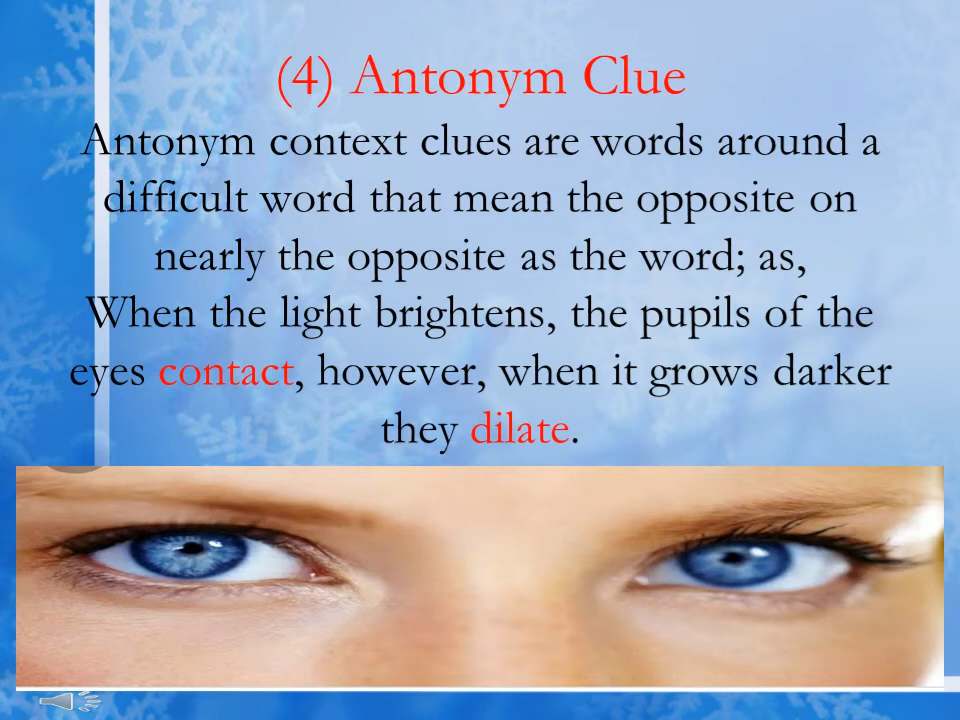 (4) Antonym Clue
Antonym context clues are words around a
difficult word that mean the opposite on
nearly the opposite as the word; as,
When the light brightens, the pupils of the
eyes contact, however, when it grows darker
they dilate.